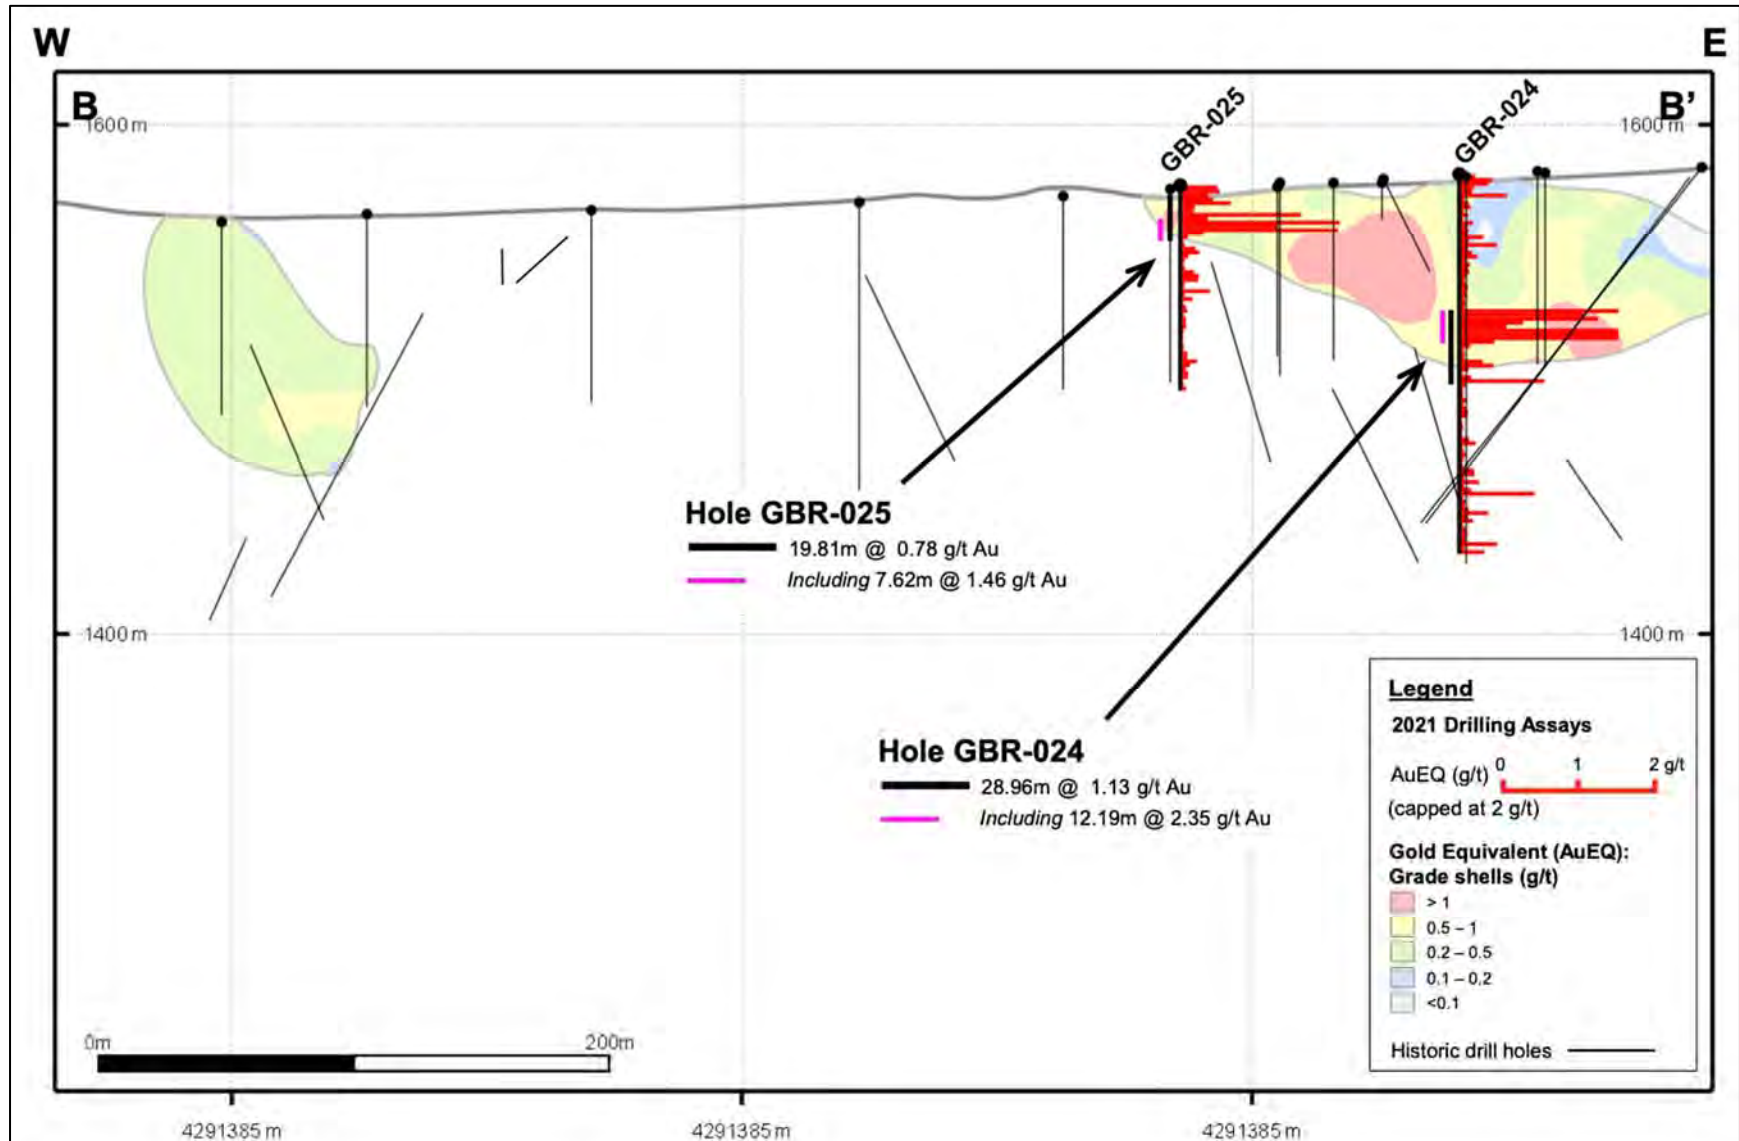 W
E
B
B’
1600 m
1600 m
GBR-025
GBR-024
Hole GBR-025
19.81m @ 0.78 g/t Au
Including 7.62m @ 1.46 g/t Au
1400 m
1400 m
Hole GBR-024
28.96m @ 1.13 g/t Au
Including 12.19m @ 2.35 g/t Au
Legend
2021 Drilling Assays
AuEQ (g/t) 0 1 2 g/t
(capped at 2 g/t)
Gold Equivalent (AuEQ):
Grade shells (g/t)
> 1
0.5 – 1
0.2 – 0.5
0.1 – 0.2
<0.1
Historic drill holes
0m 200m
4291385 m 4291385 m 4291385 m